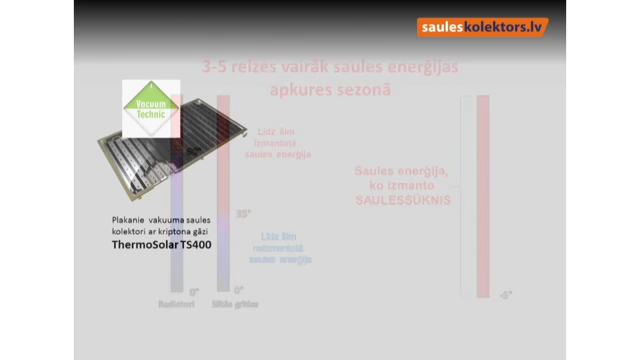 sauleskolektors.lv
3-5 reizes vairāk saules enerģijas
apkures sezonā
Vacuum
Technic
Līdz šim
izmantotā
saules enerģija
Saules enerģija,
ko izmanto
SAULESSŪKNIS
35°
Plakanie vakuuma saules
kolektori ar kriptona gāzi
ThermoSolar TS400
Līdz šim
neizmantotā
saules enerģija
0°
0°
-5°
Radiatori
Siltās grīdas